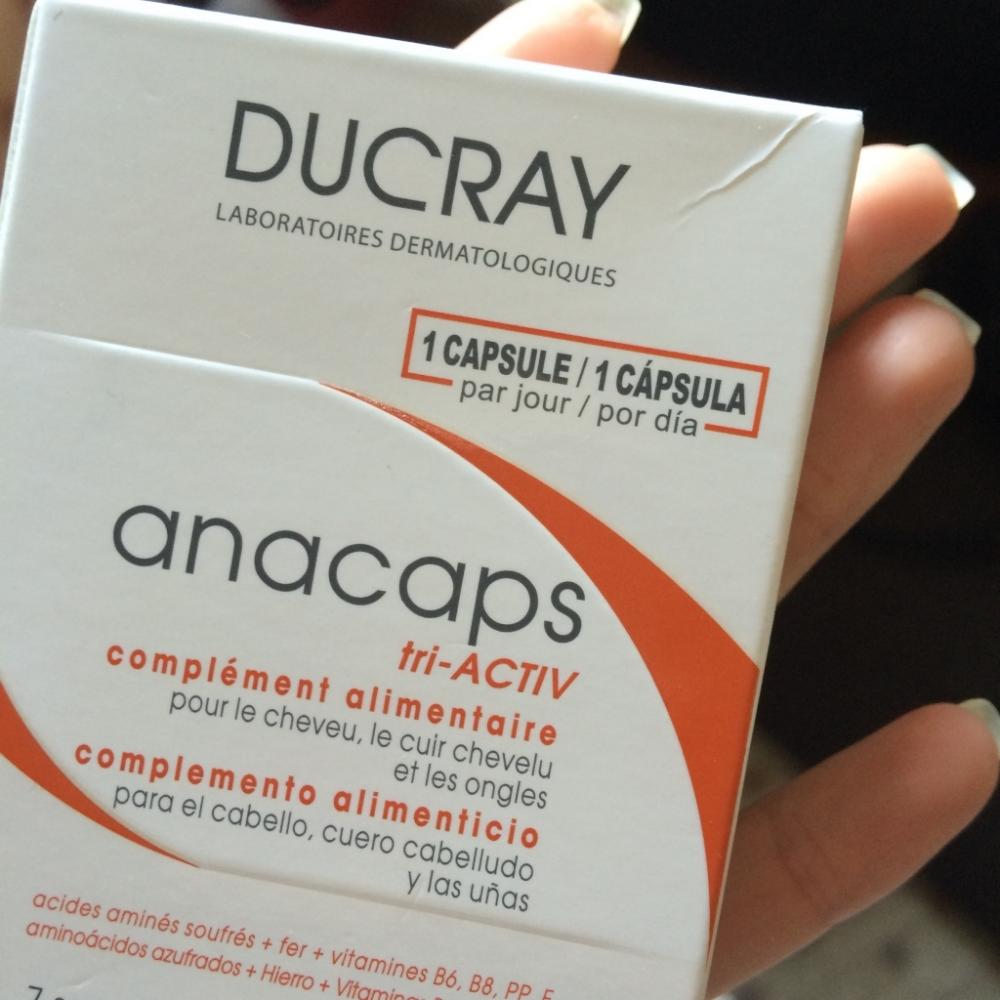 DUCRAY
LABORATOIRES DERMATOLOGIQUES
1 CAPSULE / 1 CÁPSULA
par jour / por día
anacaps
tri-ACTIV
complément alimentaire
pour le cheveu, le cuir chevelu
et les ongles
complemento alimenticio
para el cabello, cuero cabelludo
y las uñas
acides aminés soufrés + fer + vitamines B6, B8, PP, E
aminoácidos azufrados + Hierro +